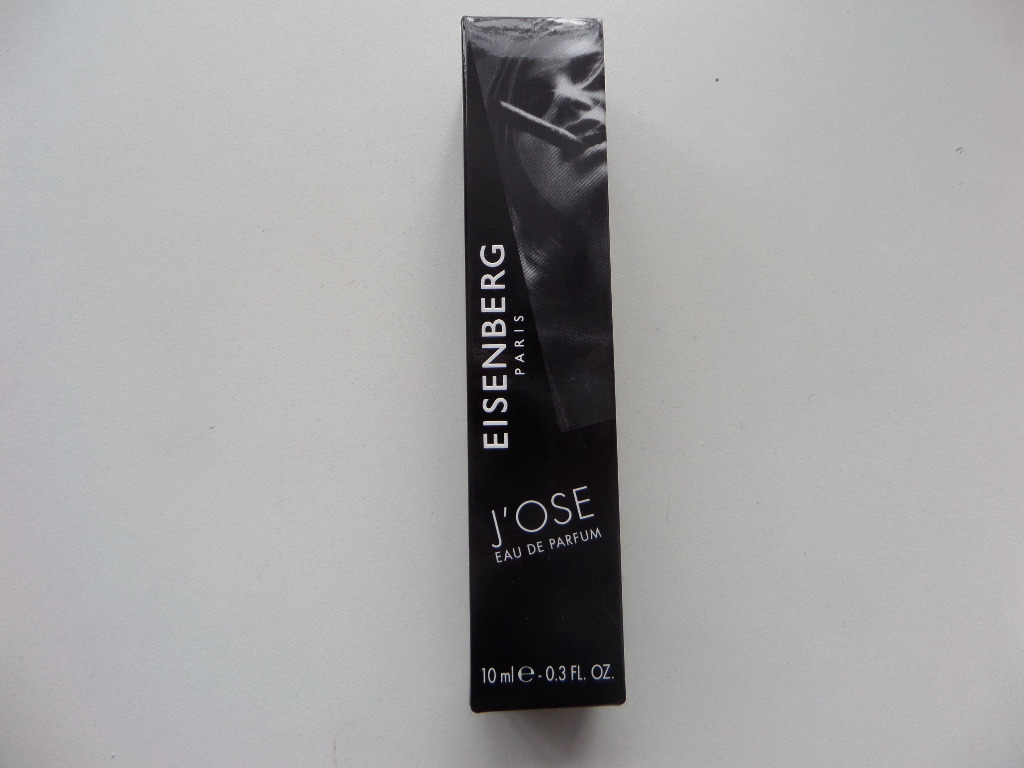 EISENBERG
PARIS
J'OSE
EAU DE PARFUM
10 ml ℮ - 0.3 FL. OZ.